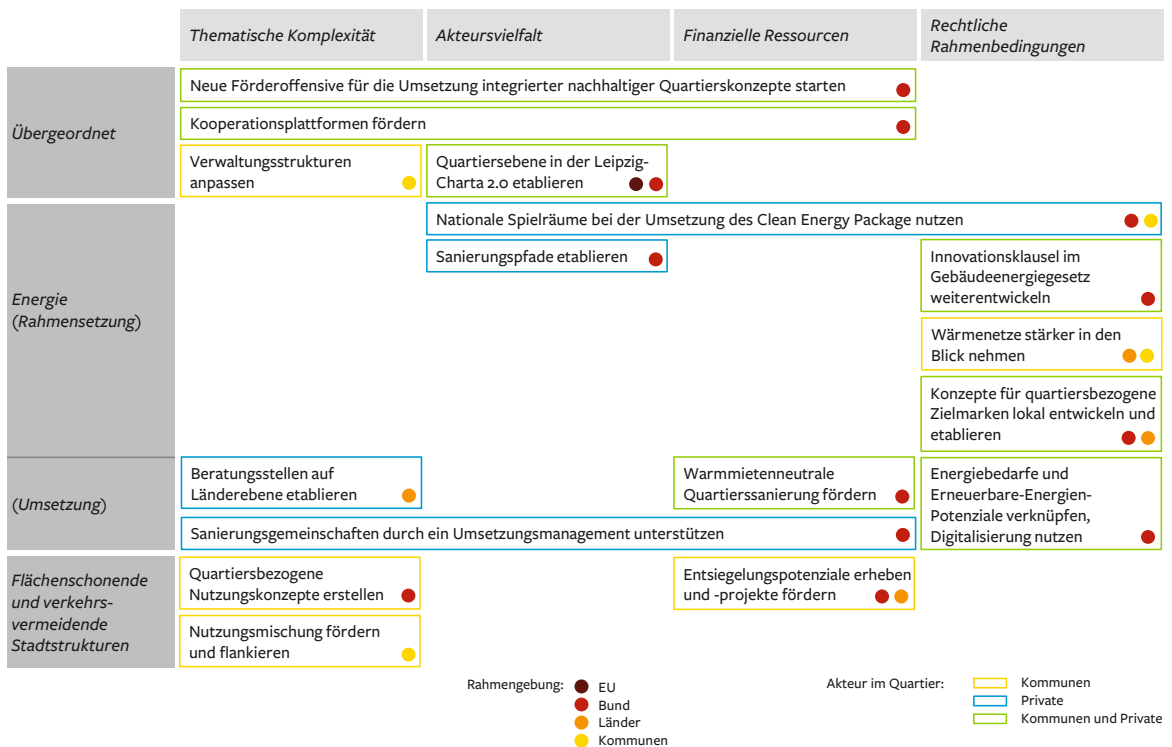 Thematische Komplexität
Akteursvielfalt
Finanzielle Ressourcen
Rechtliche
Rahmenbedingungen
Übergeordnet
Neue Förderoffensive für die Umsetzung integrierter nachhaltiger Quartierskonzepte starten
Kooperationsplattformen fördern
Verwaltungsstrukturen
anpassen
Quartiersebene in der Leipzig-
Charta 2.0 etablieren
Energie
(Rahmensetzung)
Nationale Spielräume bei der Umsetzung des Clean Energy Package nutzen
Sanierungspfade etablieren
Innovationsklausel im
Gebäudeenergiegesetz
weiterentwickeln
Wärmenetze stärker in den
Blick nehmen
Konzepte für quartiersbezogene
Zielmarken lokal entwickeln und
etablieren
(Umsetzung)
Beratungsstellen auf
Länderebene etablieren
Warmmietenneutrale
Quartierssanierung fördern
Energiebedarfe und
Erneuerbare-Energien-
Potenziale verknüpfen,
Digitalisierung nutzen
Sanierungsgemeinschaften durch ein Umsetzungsmanagement unterstützen
Flächenschonende
und verkehrs-
vermeidende
Stadtstrukturen
Quartiersbezogene
Nutzungskonzepte erstellen
Entsiegelungspotenziale erheben
und -projekte fördern
Nutzungsmischung fördern
und flankieren
Rahmengebung:
EU
Bund
Länder
Kommunen
Akteur im Quartier:
Kommunen
Private
Kommunen und Private